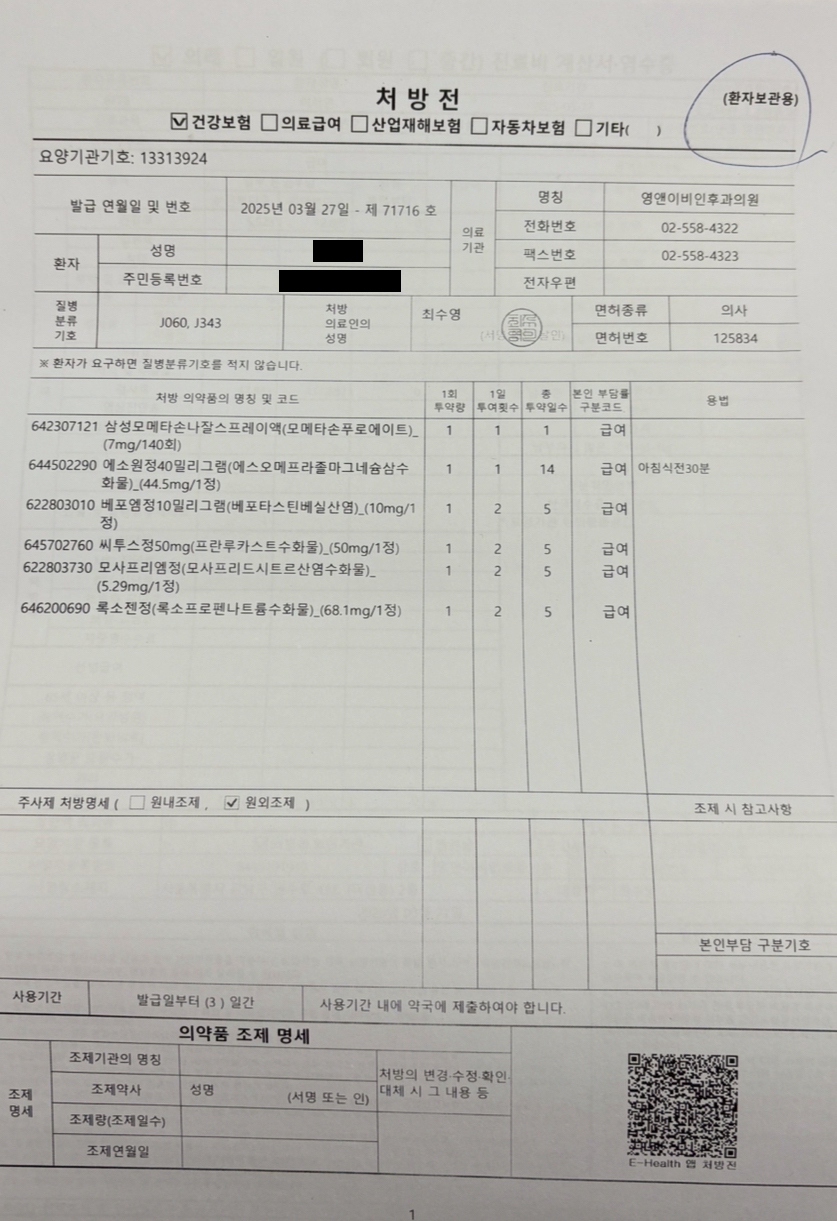 처 방 전
(환자보관용)
☑건강보험 ☐의료급여 ☐산업재해보험 ☐자동차보험 ☐기타( )
요양기관기호: 13313924
발급 연월일 및 번호
2025년 03월 27일 - 제 71716 호
의료
기관
명칭
영앤이비인후과의원
전화번호
02-558-4322
팩스번호
02-558-4323
전자우편
환자
성명
주민등록번호
질병
분류
기호
J060, J343
처방
의료인의
성명
최수영
면허종류
의사
면허번호
125834
※ 환자가 요구하면 질병분류기호를 적지 않습니다.
처방 의약품의 명칭 및 코드
1회
투약량
1일
투여횟수
총
투약일수
본인 부담률
구분코드
용법
642307121 삼성모메타손나잘스프레이액(모메타손푸로에이트)_ 1 1 1 급여
(7mg/140회)
644502290 에소원정40밀리그램(에스오메프라졸마그네슘삼수 1 1 14 급여 아침식전30분
화물)_(44.5mg/1정)
622803010 베포엠정10밀리그램(베포타스틴베실산염)_(10mg/1 1 2 5 급여
정)
645702760 씨투스정50mg(프란루카스트수화물)_(50mg/1정) 1 2 5 급여
622803730 모사프리엠정(모사프리드시트르산염수화물)_ 1 2 5 급여
(5.29mg/1정)
646200690 록소젠정(록소프로펜나트륨수화물)_(68.1mg/1정) 1 2 5 급여
주사제 처방명세 ( ☐ 원내조제 , ☑ 원외조제 )
조제 시 참고사항
본인부담 구분기호
사용기간
발급일부터 (3 ) 일간
사용기간 내에 약국에 제출하여야 합니다.
의약품 조제 명세
조제
명세
조제기관의 명칭
조제약사
성명
(서명 또는 인)
조제량(조제일수)
조제연월일
처방의 변경·수정·확인·
대체 시 그 내용 등
E-Health 앱 처방전
1